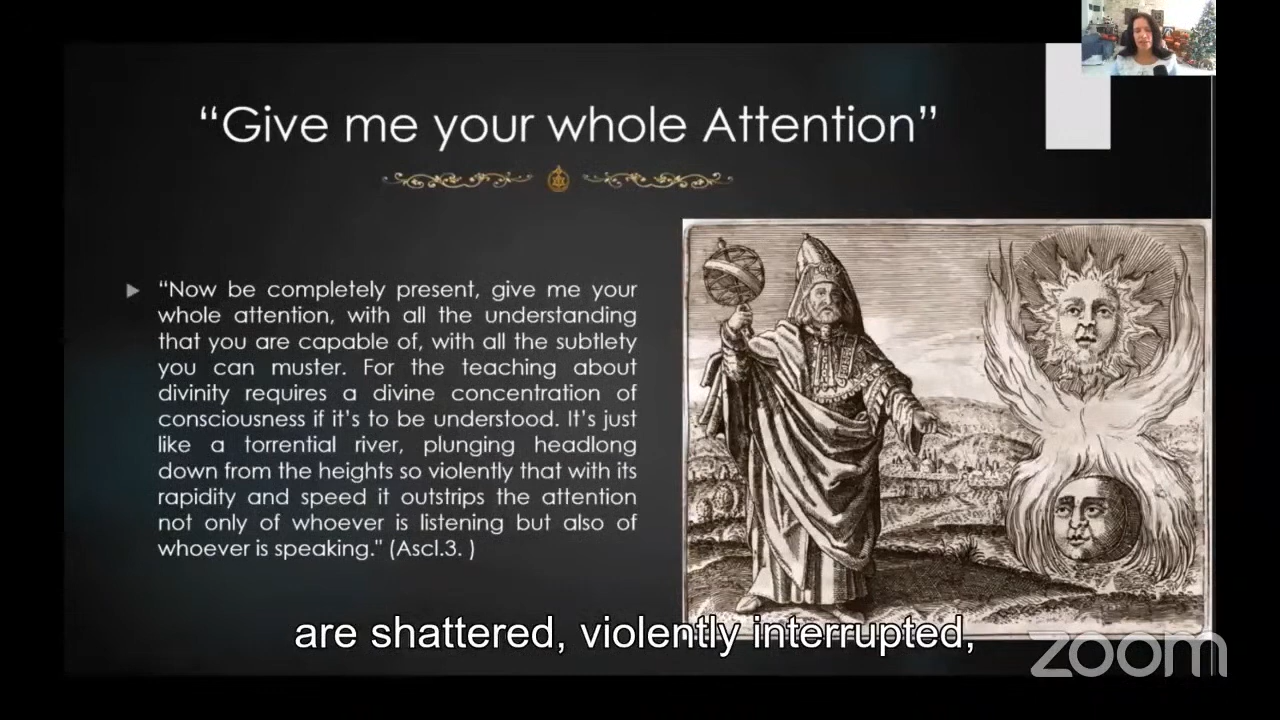 “Give me your whole Attention”
“Now be completely present, give me your
whole attention, with all the understanding
that you are capable of, with all the subtlety
you can muster. For the teaching about
divinity requires a divine concentration of
consciousness if it’s to be understood. It’s just
like a torrential river, plunging headlong
down from the heights so violently that with its
rapidity and speed it outstrips the attention
not only of whoever is listening but also of
whoever is speaking." (Ascl.3. )
are shattered, violently interrupted,
zoom